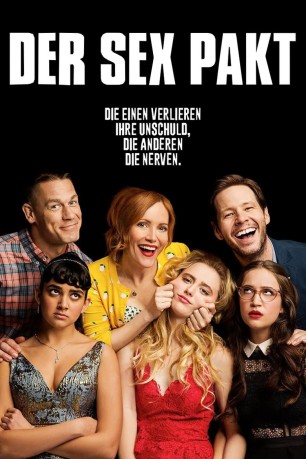 DER SEX PAKT
DIE EINEN VERLIEREN
IHRE UNSCHULD,
DIE ANDEREN
DIE NERVEN.